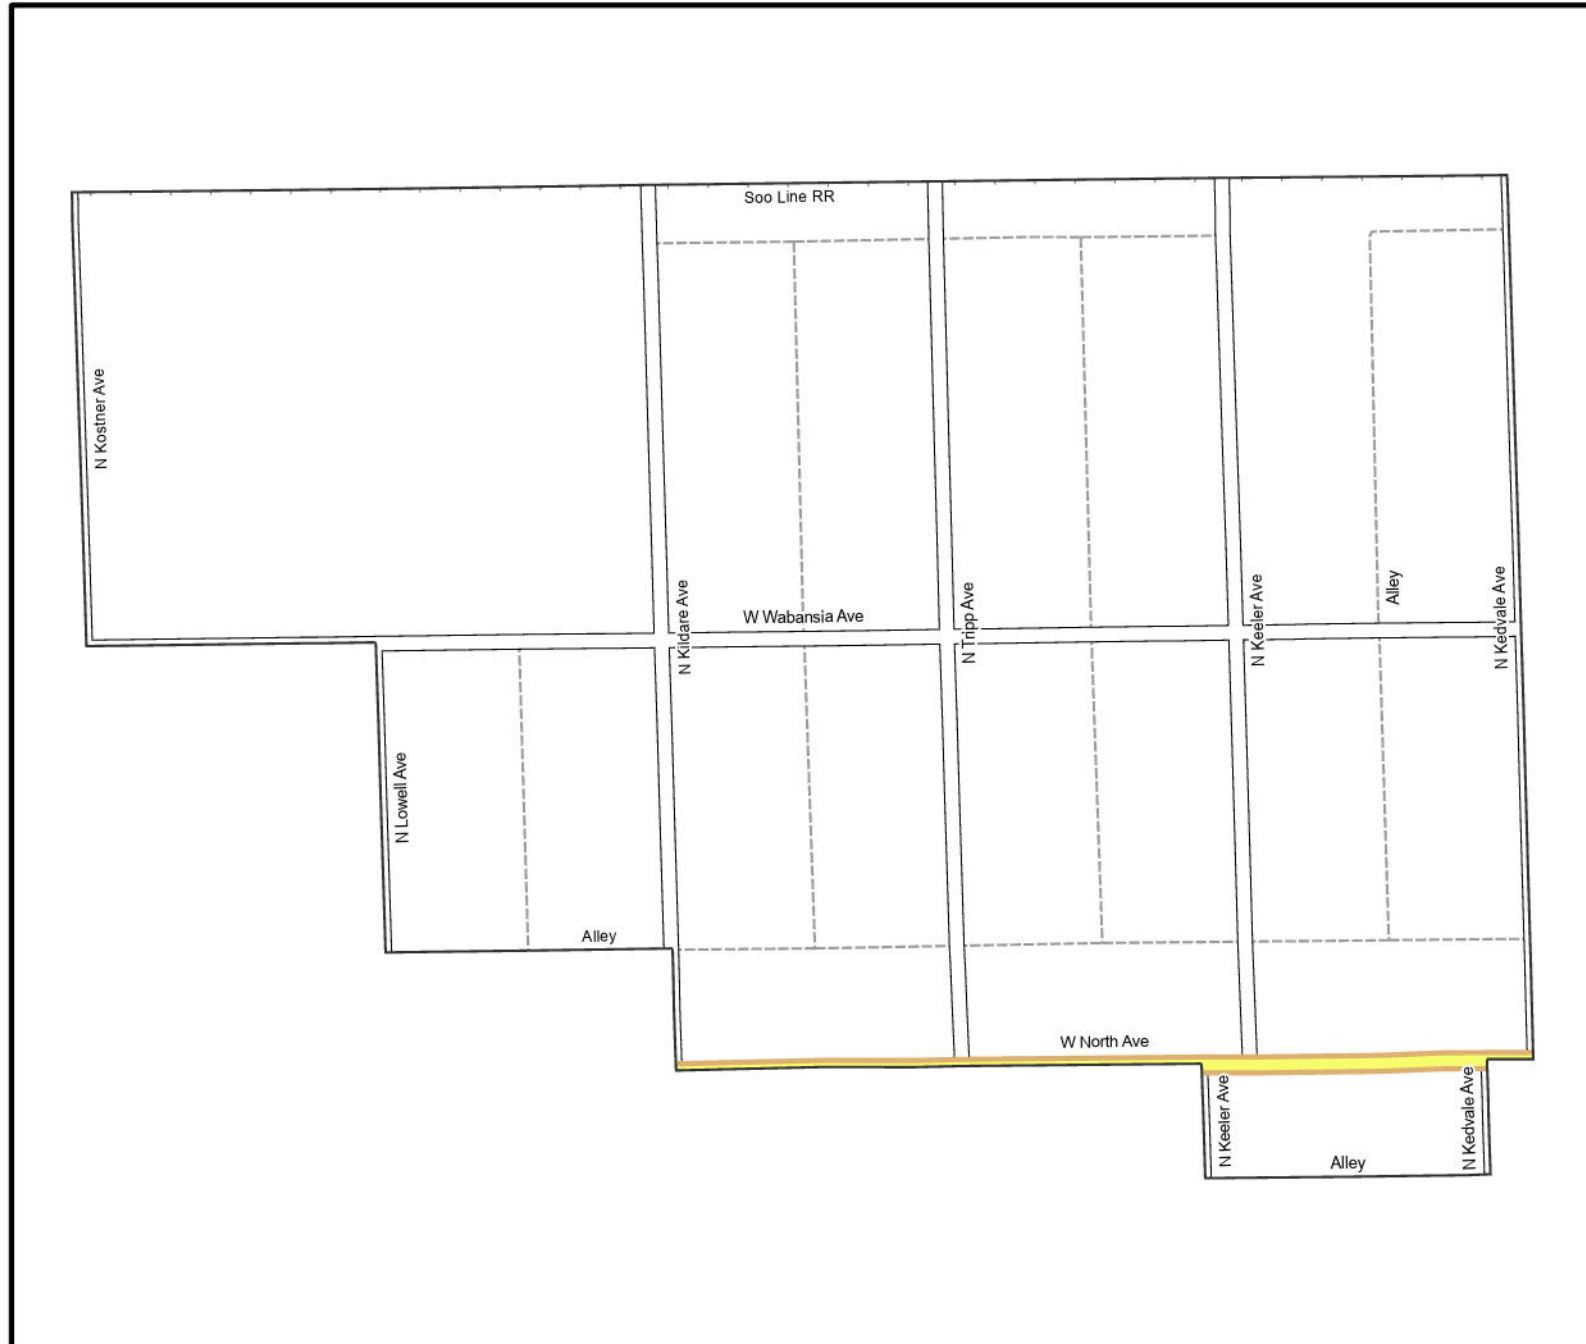 Soo Line RR
N Kostner Ave
W Wabansia Ave
N Kildare Ave
N Tripp Ave
N Keeler Ave
Alley
N Kedvale Ave
N Lowell Ave
Alley
W North Ave
N Keeler Ave
N Kedvale Ave
Alley